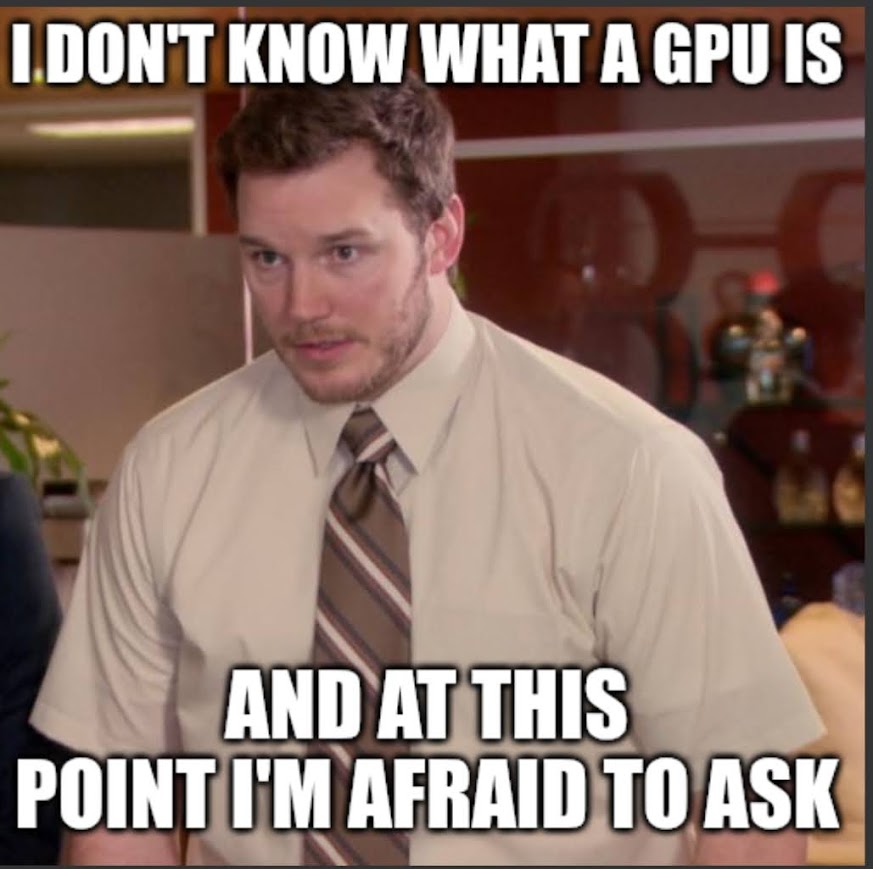 I DON'T KNOW WHAT A GPU IS
AND AT THIS
POINT I'M AFRAID TO ASK